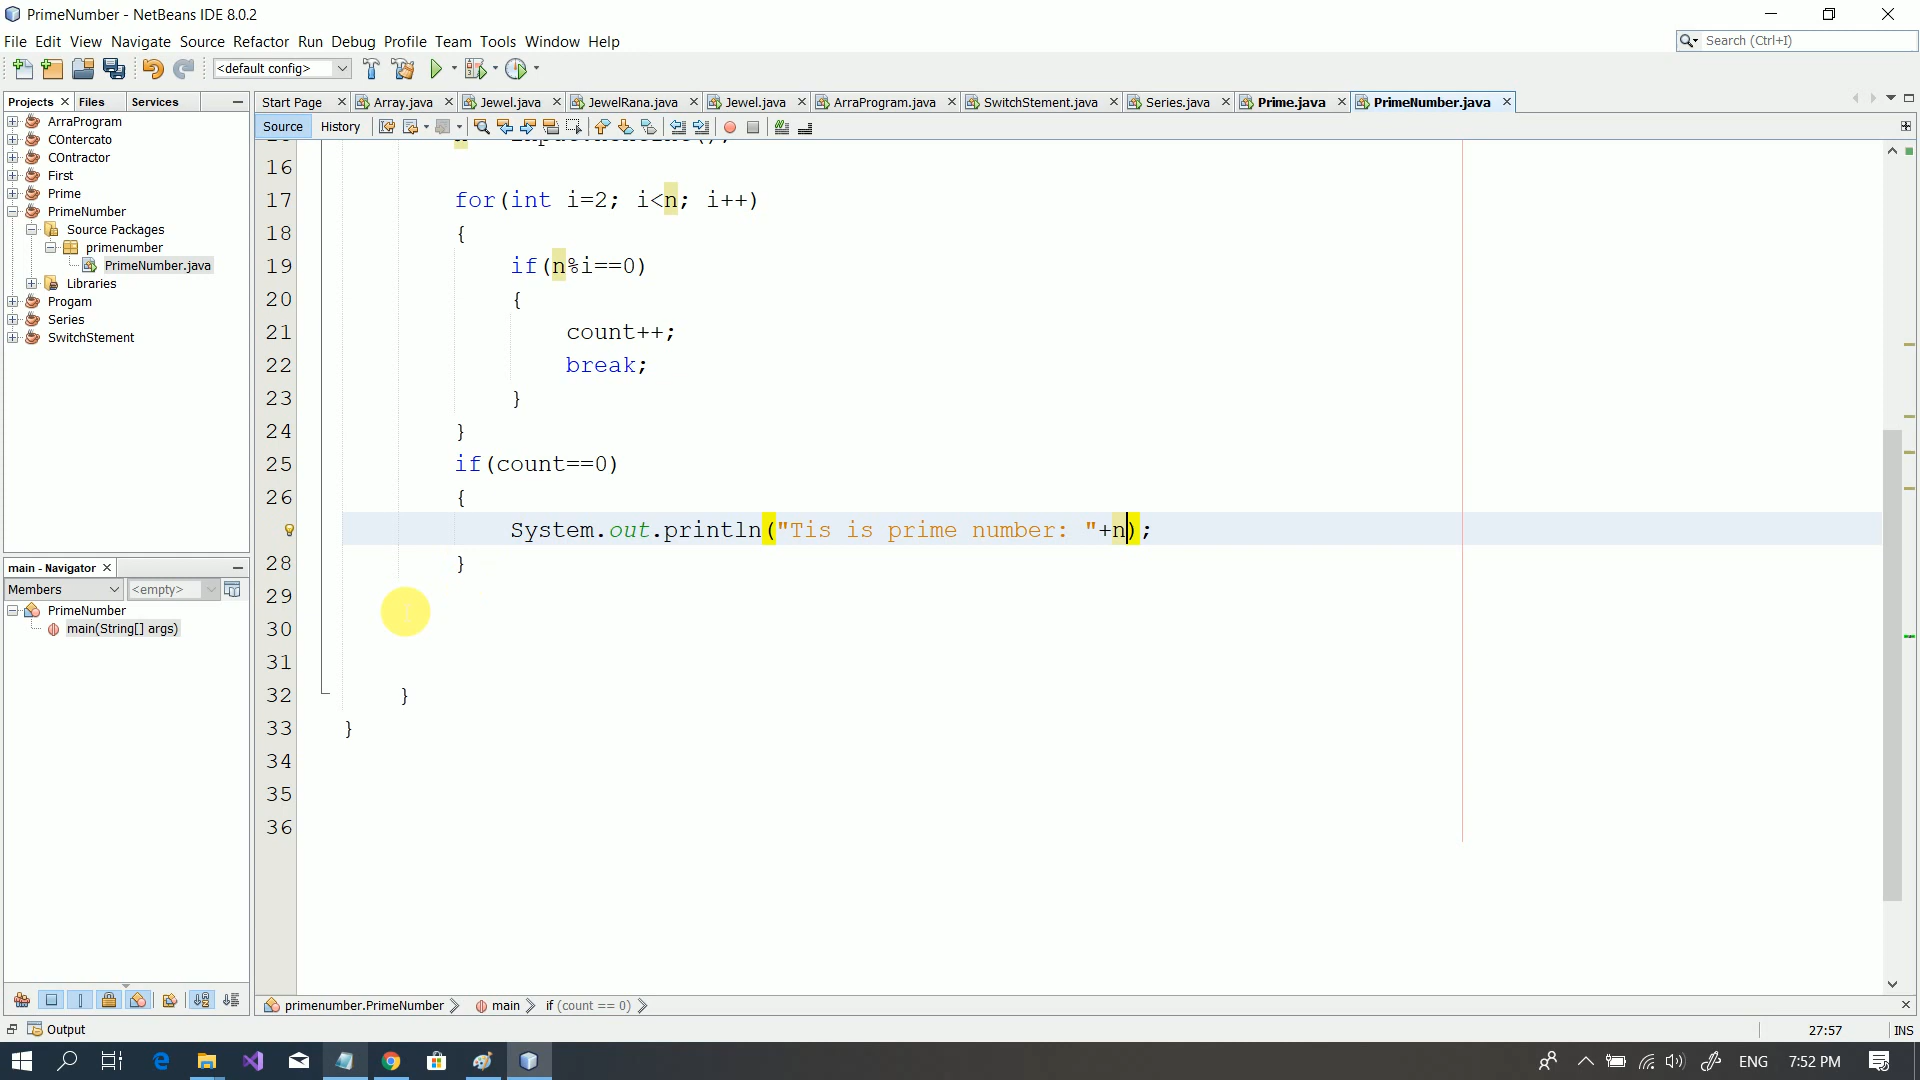 PrimeNumber - NetBeans IDE 8.0.2
File Edit View Navigate Source Refactor Run Debug Profile Team Tools Window Help
Search (Ctrl+I)
<default config>
Projects Files Services
Start Page Array.java Jewel.java JewelRana.java Jewel.java ArraProgram.java SwitchStement.java Series.java Prime.java PrimeNumber.java
Source History
ArraProgram
COntercato
COntractor
First
Prime
PrimeNumber
Source Packages
primenumber
PrimeNumber.java
Libraries
Progam
Series
SwitchStement
main - Navigator
Members <empty>
PrimeNumber
main(String[] args)
16
17 for(int i=2; i<n; i++)
18 {
19 if(n%i==0)
20 {
21 count++;
22 break;
23 }
24 }
25 if(count==0)
26 {
System.out.println("Tis is prime number: "+n);
28 }
29
30
31
32 }
33 }
34
35
36
primenumber.PrimeNumber main if (count == 0)
Output
27:57 INS
ENG 7:52 PM